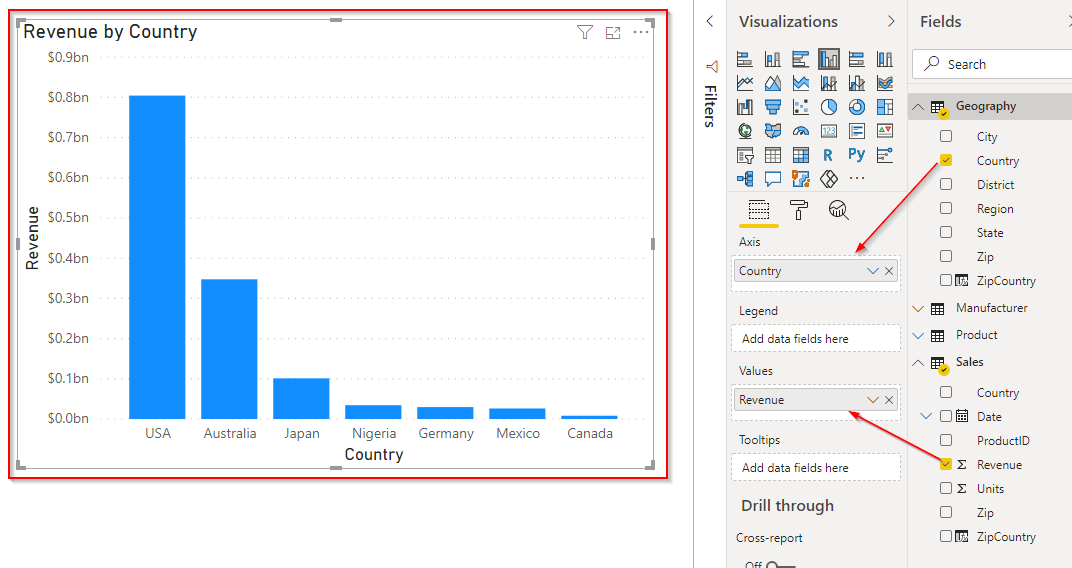 Revenue by Country
$0.9bn
$0.8bn
$0.7bn
$0.6bn
$0.5bn
$0.4bn
$0.3bn
$0.2bn
$0.1bn
$0.0bn
Revenue
USA Australia Japan Nigeria Germany Mexico Canada
Country
Filters
Visualizations
123
R Py
Axis
Country
Legend
Add data fields here
Values
Revenue
Tooltips
Add data fields here
Drill through
Cross-report
Off
Fields
Search
Geography
City
Country
District
Region
State
Zip
ZipCountry
Manufacturer
Product
Sales
Country
Date
ProductID
Σ Revenue
Σ Units
Zip
ZipCountry